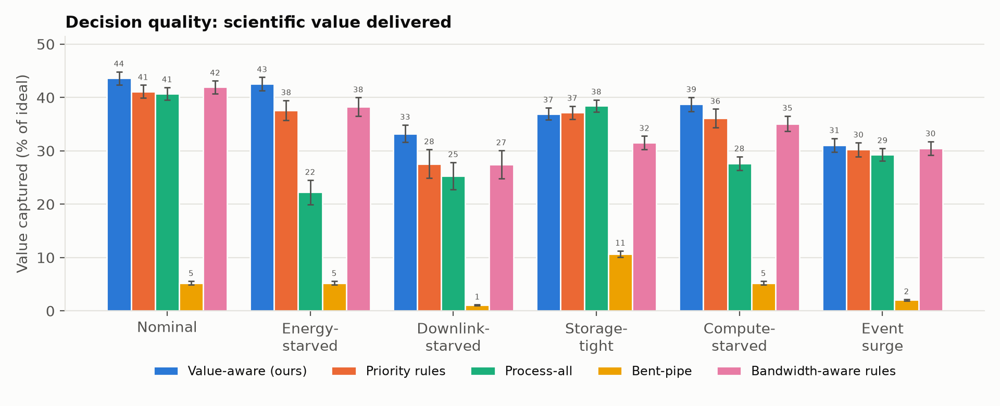 Decision quality: scientific value delivered
Value captured (% of ideal)
50
40
30
20
10
0
44 41 41 5 42
43 38 22 5 38
33 28 25 1 27
37 37 38 11 32
39 36 28 5 35
31 30 29 2 30
Nominal
Energy-
starved
Downlink-
starved
Storage-
tight
Compute-
starved
Event
surge
Value-aware (ours) Priority rules Process-all Bent-pipe Bandwidth-aware rules